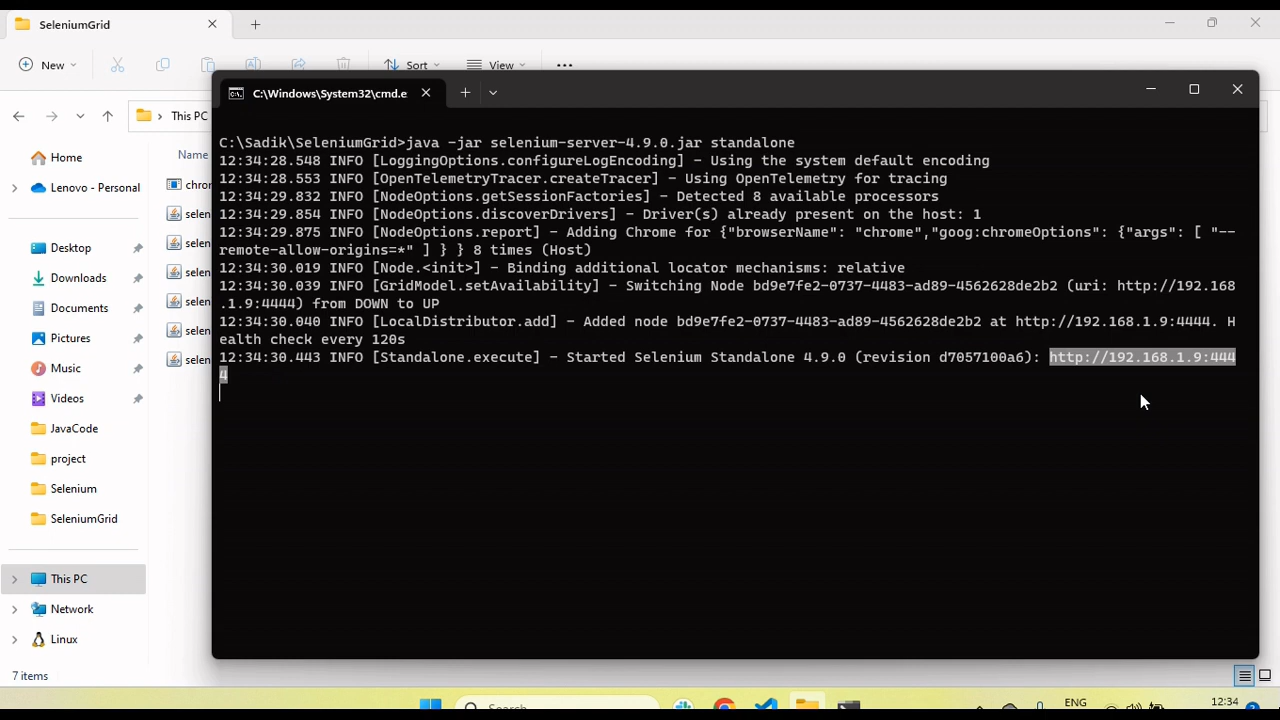 SeleniumGrid
New
Sort
View
C:\Windows\System32\cmd.e
This PC
Home
Name
Lenovo - Personal
Desktop
Downloads
Documents
Pictures
Music
Videos
JavaCode
project
Selenium
SeleniumGrid
This PC
Network
Linux
7 items
C:\Sadik\SeleniumGrid>java -jar selenium-server-4.9.0.jar standalone
12:34:28.548 INFO [LoggingOptions.configureLogEncoding] - Using the system default encoding
12:34:28.553 INFO [OpenTelemetryTracer.createTracer] - Using OpenTelemetry for tracing
12:34:29.832 INFO [NodeOptions.getSessionFactories] - Detected 8 available processors
12:34:29.854 INFO [NodeOptions.discoverDrivers] - Driver(s) already present on the host: 1
12:34:29.875 INFO [NodeOptions.report] - Adding Chrome for {"browserName": "chrome","goog:chromeOptions": {"args": [ "--
remote-allow-origins=*" ] } } 8 times (Host)
12:34:30.019 INFO [Node.<init>] - Binding additional locator mechanisms: relative
12:34:30.039 INFO [GridModel.setAvailability] - Switching Node bd9e7fe2-0737-4483-ad89-4562628de2b2 (uri: http://192.168
.1.9:4444) from DOWN to UP
12:34:30.040 INFO [LocalDistributor.add] - Added node bd9e7fe2-0737-4483-ad89-4562628de2b2 at http://192.168.1.9:4444. H
ealth check every 120s
12:34:30.443 INFO [Standalone.execute] - Started Selenium Standalone 4.9.0 (revision d7057100a6): http://192.168.1.9:444
4
Search
ENG
12:34